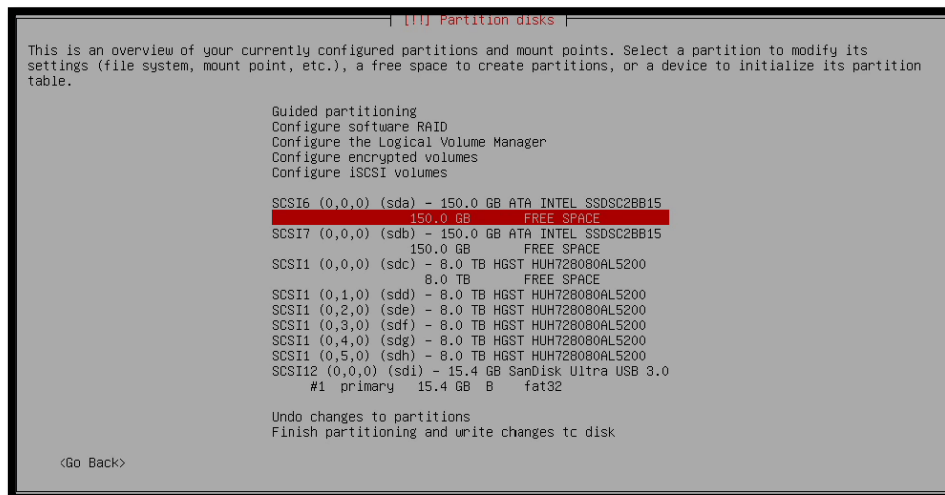 [!!] Partition disks
This is an overview of your currently configured partitions and mount points. Select a partition to modify its
settings (file system, mount point, etc.), a free space to create partitions, or a device to initialize its partition
table.
Guided partitioning
Configure software RAID
Configure the Logical Volume Manager
Configure encrypted volumes
Configure iSCSI volumes
SCSI6 (0,0,0) (sda) - 150.0 GB ATA INTEL SSDSC2BB15
150.0 GB FREE SPACE
SCSI7 (0,0,0) (sdb) - 150.0 GB ATA INTEL SSDSC2BB15
150.0 GB FREE SPACE
SCSI1 (0,0,0) (sdc) - 8.0 TB HGST HUH728080AL5200
8.0 TB FREE SPACE
SCSI1 (0,1,0) (sdd) - 8.0 TB HGST HUH728080AL5200
SCSI1 (0,2,0) (sde) - 8.0 TB HGST HUH728080AL5200
SCSI1 (0,3,0) (sdf) - 8.0 TB HGST HUH728080AL5200
SCSI1 (0,4,0) (sdg) - 8.0 TB HGST HUH728080AL5200
SCSI1 (0,5,0) (sdh) - 8.0 TB HGST HUH728080AL5200
SCSI12 (0,0,0) (sdi) - 15.4 GB SanDisk Ultra USB 3.0
#1 primary 15.4 GB B fat32
Undo changes to partitions
Finish partitioning and write changes tc disk
<Go Back>